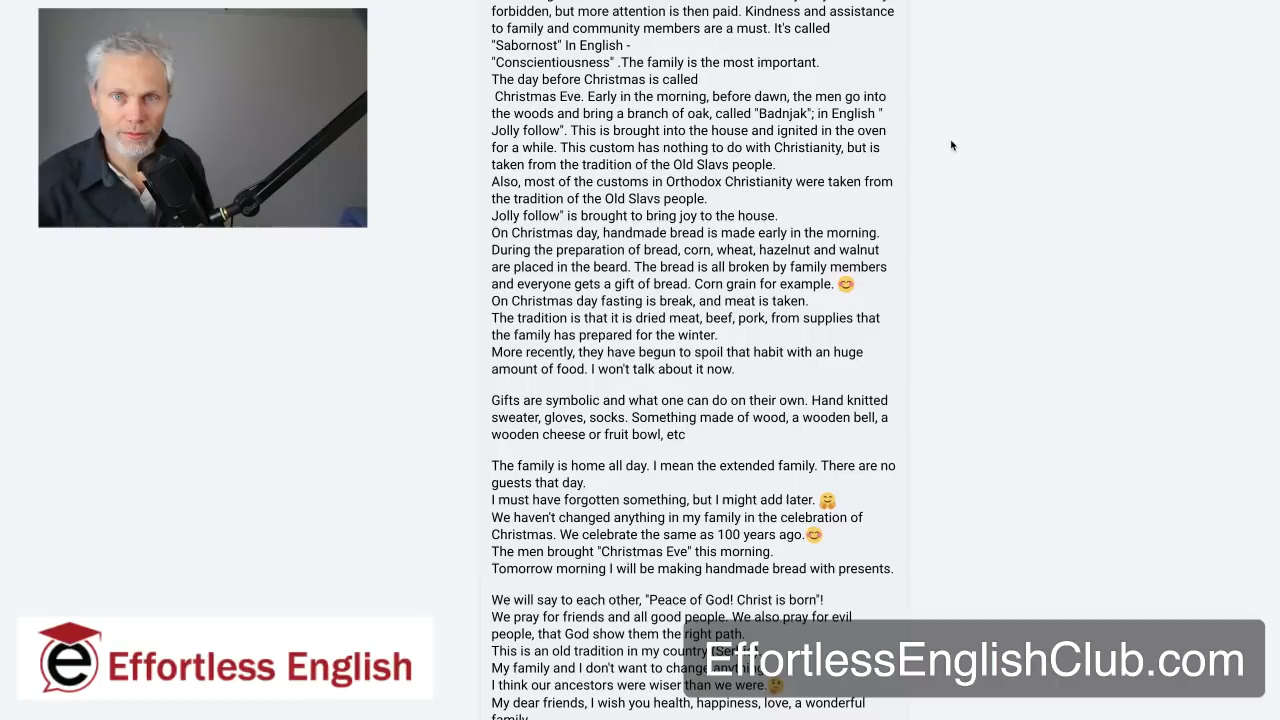 forbidden, but more attention is then paid. Kindness and assistance
to family and community members are a must. It's called
"Sabornost" In English -
"Conscientiousness" .The family is the most important.
The day before Christmas is called
Christmas Eve. Early in the morning, before dawn, the men go into
the woods and bring a branch of oak, called "Badnjak"; in English "
Jolly follow". This is brought into the house and ignited in the oven
for a while. This custom has nothing to do with Christianity, but is
taken from the tradition of the Old Slavs people.
Also, most of the customs in Orthodox Christianity were taken from
the tradition of the Old Slavs people.
Jolly follow" is brought to bring joy to the house.
On Christmas day, handmade bread is made early in the morning.
During the preparation of bread, corn, wheat, hazelnut and walnut
are placed in the beard. The bread is all broken by family members
and everyone gets a gift of bread. Corn grain for example. 😊
On Christmas day fasting is break, and meat is taken.
The tradition is that it is dried meat, beef, pork, from supplies that
the family has prepared for the winter.
More recently, they have begun to spoil that habit with an huge
amount of food. I won't talk about it now.
Gifts are symbolic and what one can do on their own. Hand knitted
sweater, gloves, socks. Something made of wood, a wooden bell, a
wooden cheese or fruit bowl, etc
The family is home all day. I mean the extended family. There are no
guests that day.
I must have forgotten something, but I might add later. 🤗
We haven't changed anything in my family in the celebration of
Christmas. We celebrate the same as 100 years ago.😊
The men brought "Christmas Eve" this morning.
Tomorrow morning I will be making handmade bread with presents.
We will say to each other, "Peace of God! Christ is born"!
We pray for friends and all good people. We also pray for evil
people, that God show them the right path.
This is an old tradition in my country
My family and I don't want to change
I think our ancestors were wiser than we were.🤔
My dear friends, I wish you health, happiness, love, a wonderful
family
Effortless English
EffortlessEnglishClub.com